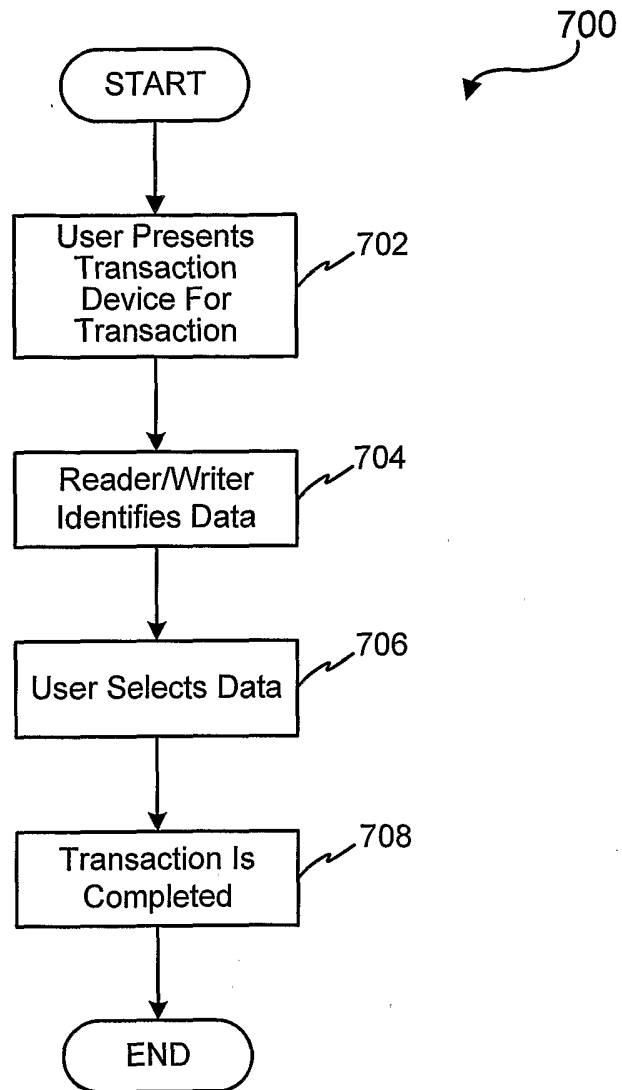 700
START
User Presents
Transaction
Device For
Transaction
702
Reader/Writer
Identifies Data
704
User Selects Data
706
Transaction Is
Completed
708
END